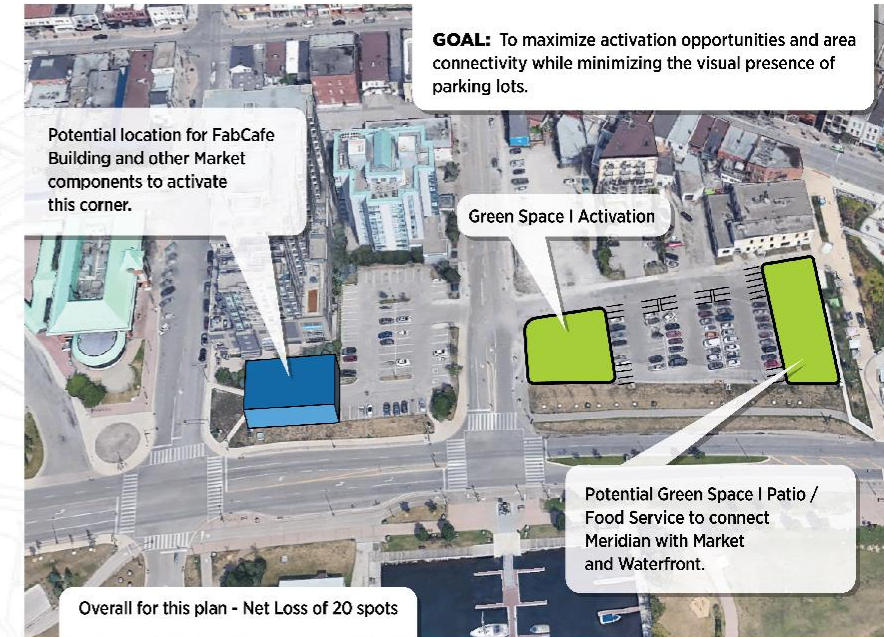 GOAL: To maximize activation opportunities and area
connectivity while minimizing the visual presence of
parking lots.
Potential location for FabCafe
Building and other Market
components to activate
this corner.
Green Space | Activation
Potential Green Space | Patio /
Food Service to connect
Meridian with Market
and Waterfront.
Overall for this plan - Net Loss of 20 spots